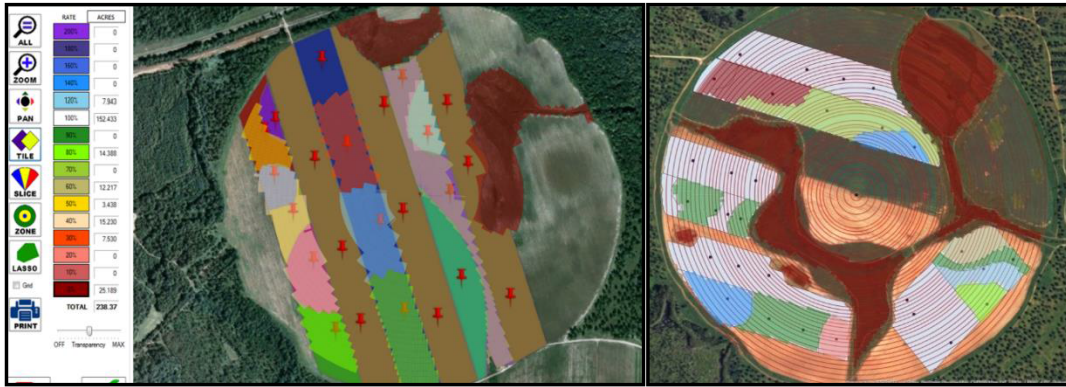 RATE ACRES
ALL
200% 0
180% 0
160% 0
ZOOM
140% 0
120% 7.943
PAN
100% 152.433
90% 0
80% 14.388
TILE
70% 0
60% 12.217
SLICE
50% 3.438
40% 15.230
ZONE
30% 7.530
20% 0
LASSO
10% 0
25.189
Grid
TOTAL 238.37
PRINT
OFF Transparency MAX